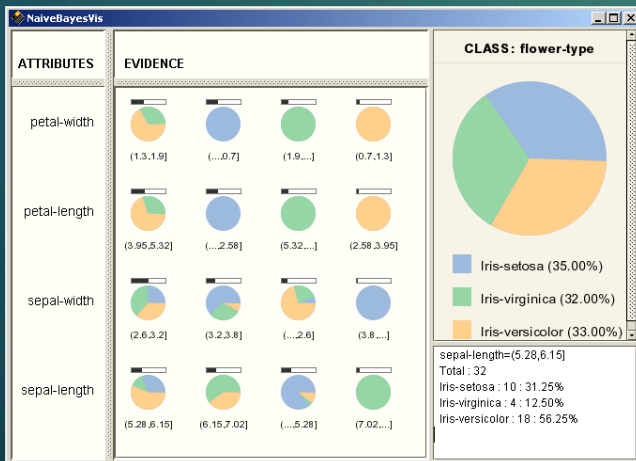 NaiveBayesVis
ATTRIBUTES
EVIDENCE
CLASS: flower-type
petal-width
(1.3,1.9] (...,0.7] (1.9,...] (0.7,1.3]
petal-length
(3.95,5.32] (...,2.58] (5.32,...] (2.58,3.95]
sepal-width
(2.6,3.2] (3.2,3.8] (...,2.6] (3.8,...]
sepal-length
(5.28,6.15] (6.15,7.02] (...,5.28] (7.02,...]
Iris-setosa (35.00%)
Iris-virginica (32.00%)
Iris-versicolor (33.00%)
sepal-length=(5.28,6.15]
Total : 32
Iris-setosa : 10 : 31.25%
Iris-virginica : 4 : 12.50%
Iris-versicolor : 18 : 56.25%